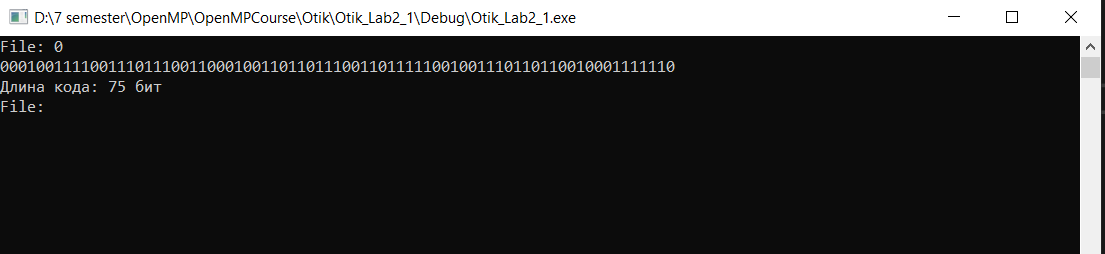 D:\7 semester\OpenMP\OpenMPCourse\Otik\Otik_Lab2_1\Debug\Otik_Lab2_1.exe
File: 0
000100111100111011100110001001101101110011011111001001110110110010001111110
Длина кода: 75 бит
File: